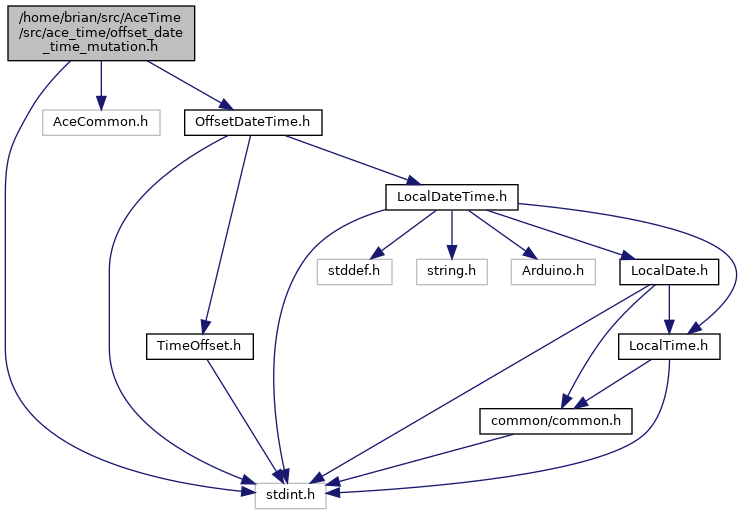 /home/brian/src/AceTime
/src/ace_time/offset_date
_time_mutation.h
AceCommon.h
OffsetDateTime.h
LocalDateTime.h
stddef.h
string.h
Arduino.h
LocalDate.h
TimeOffset.h
LocalTime.h
common/common.h
stdint.h